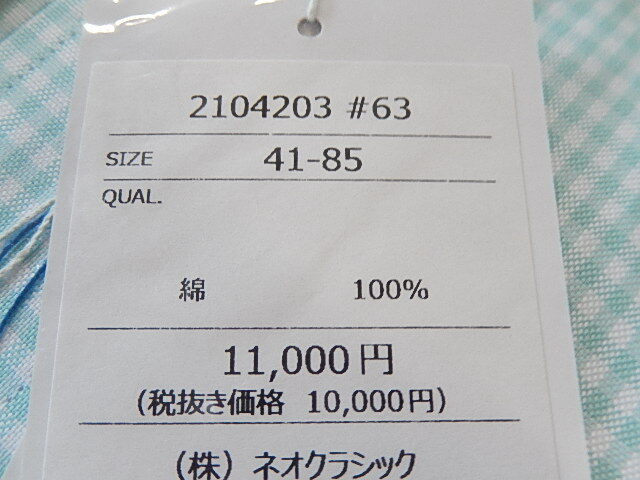 2104203 #63
SIZE 41-85
QUAL.
綿 100%
11,000円
(税抜き価格 10,000円)
(株) ネオクラシック